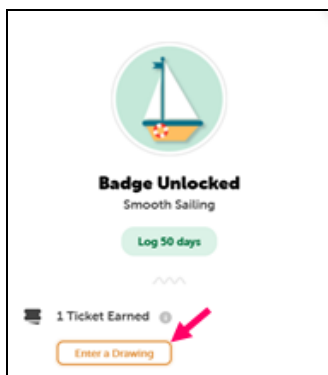 Badge Unlocked
Smooth Sailing
Log 50 days
1 Ticket Earned
Enter a Drawing